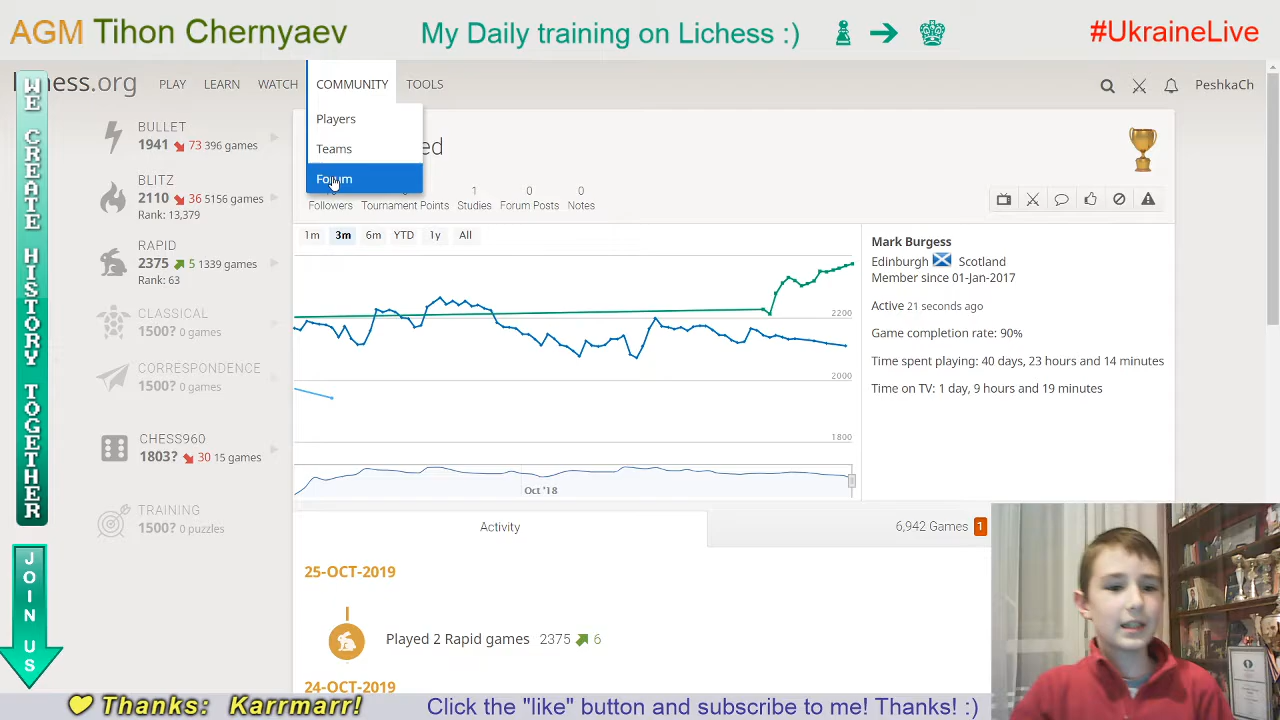 AGM Tihon Chernyaev
My Daily training on Lichess :)
#UkraineLive
ness.org
PLAY
LEARN
WATCH
COMMUNITY
TOOLS
PeshkaCh
Players
Teams
Forum
ed
WE CREATE HISTORY TOGETHER
JOIN US
BULLET
1941 73 396 games
BLITZ
2110 36 5156 games
Rank: 13,379
RAPID
2375 5 1339 games
Rank: 63
CLASSICAL
1500? 0 games
CORRESPONDENCE
1500? 0 games
CHESS960
1803? 30 15 games
TRAINING
1500? 0 puzzles
Followers
Tournament Points
1 Studies
0 Forum Posts
0 Notes
1m 3m 6m YTD 1y All
2200
2000
1800
Oct '18
Mark Burgess
Edinburgh Scotland
Member since 01-Jan-2017
Active 21 seconds ago
Game completion rate: 90%
Time spent playing: 40 days, 23 hours and 14 minutes
Time on TV: 1 day, 9 hours and 19 minutes
Activity
6,942 Games 1
25-OCT-2019
Played 2 Rapid games 2375 6
24-OCT-2019
Thanks: Karrmarr!
Click the "like" button and subscribe to me! Thanks! :)